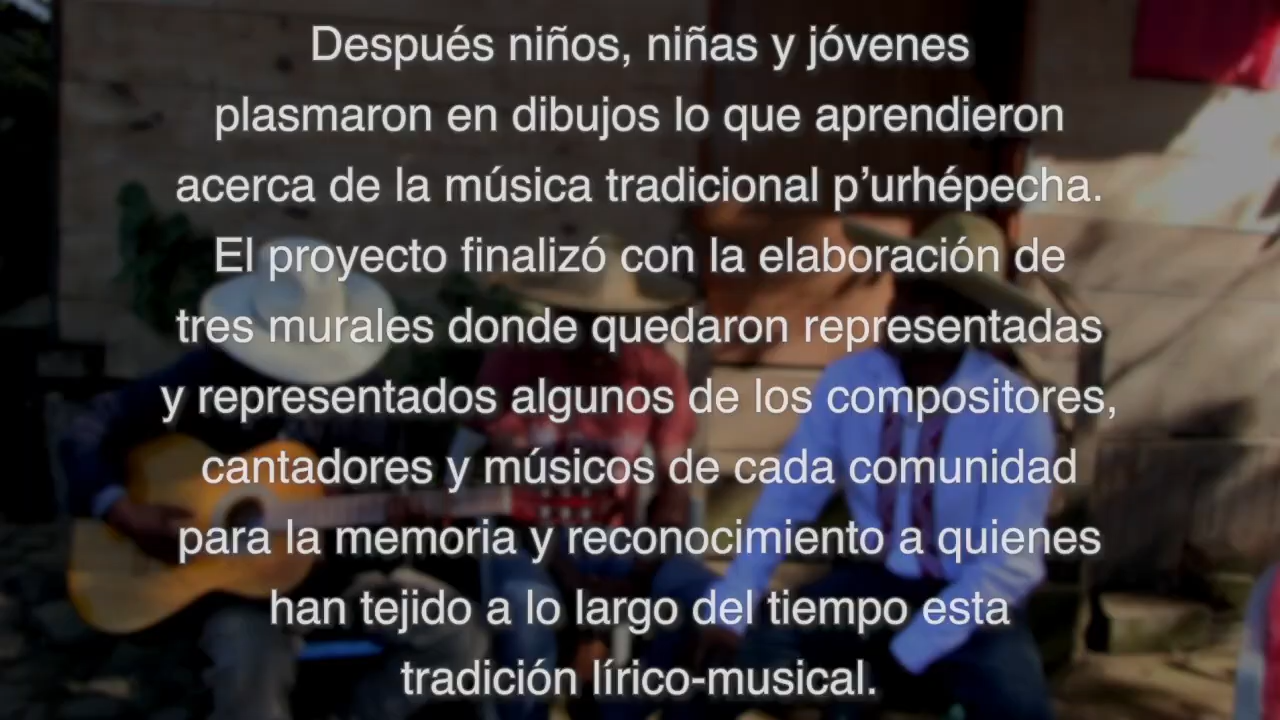 Después niños, niñas y jóvenes
plasmaron en dibujos lo que aprendieron
acerca de la música tradicional p’urhépecha.
El proyecto finalizó con la elaboración de
tres murales donde quedaron representadas
y representados algunos de los compositores,
cantadores y músicos de cada comunidad
para la memoria y reconocimiento a quienes
han tejido a lo largo del tiempo esta
tradición lírico-musical.